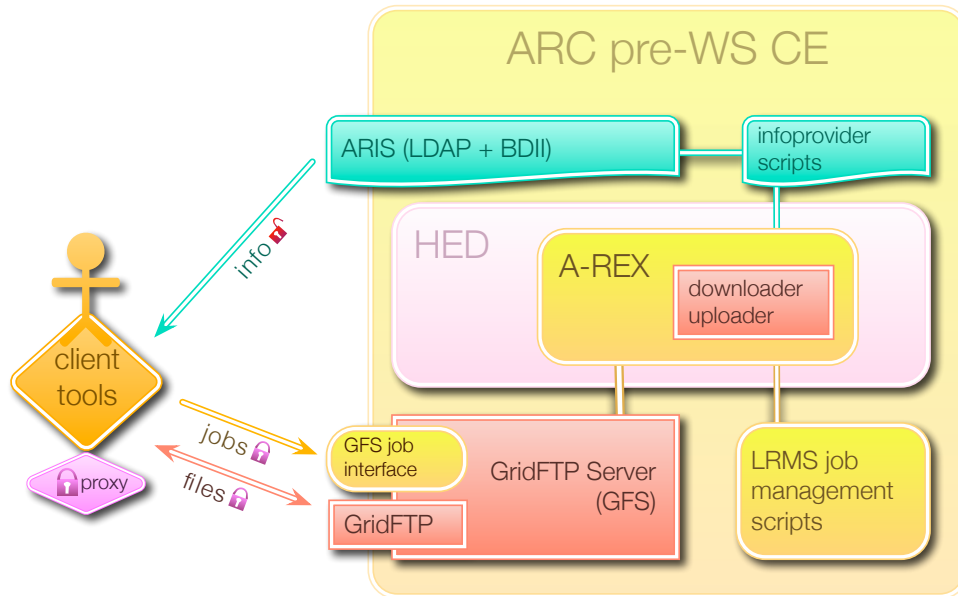 ARC pre-WS CE
ARIS (LDAP + BDII)
infoprovider
scripts
info
HED
A-REX
downloader
uploader
client
tools
proxy
jobs
files
GFS job
interface
GridFTP
GridFTP Server
(GFS)
LRMS job
management
scripts